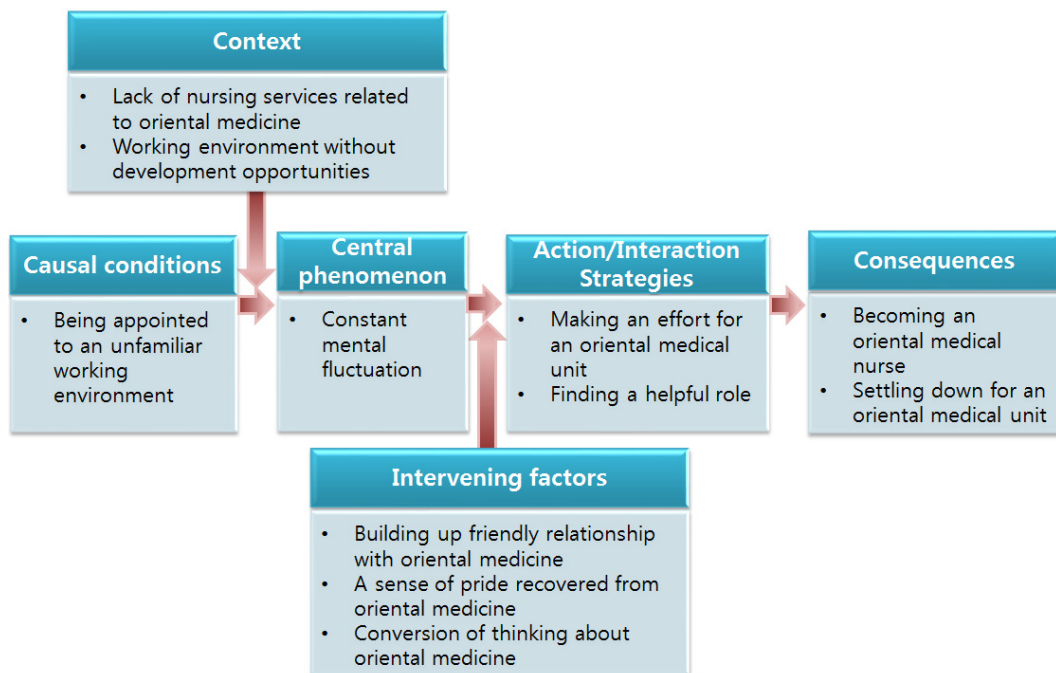 Context
• Lack of nursing services related
to oriental medicine
• Working environment without
development opportunities
Causal conditions
• Being appointed
to an unfamiliar
working
environment
Central
phenomenon
• Constant
mental
fluctuation
Action/Interaction
Strategies
• Making an effort for
an oriental medical
unit
• Finding a helpful role
Consequences
• Becoming an
oriental medical
nurse
• Settling down for an
oriental medical unit
Intervening factors
• Building up friendly relationship
with oriental medicine
• A sense of pride recovered from
oriental medicine
• Conversion of thinking about
oriental medicine